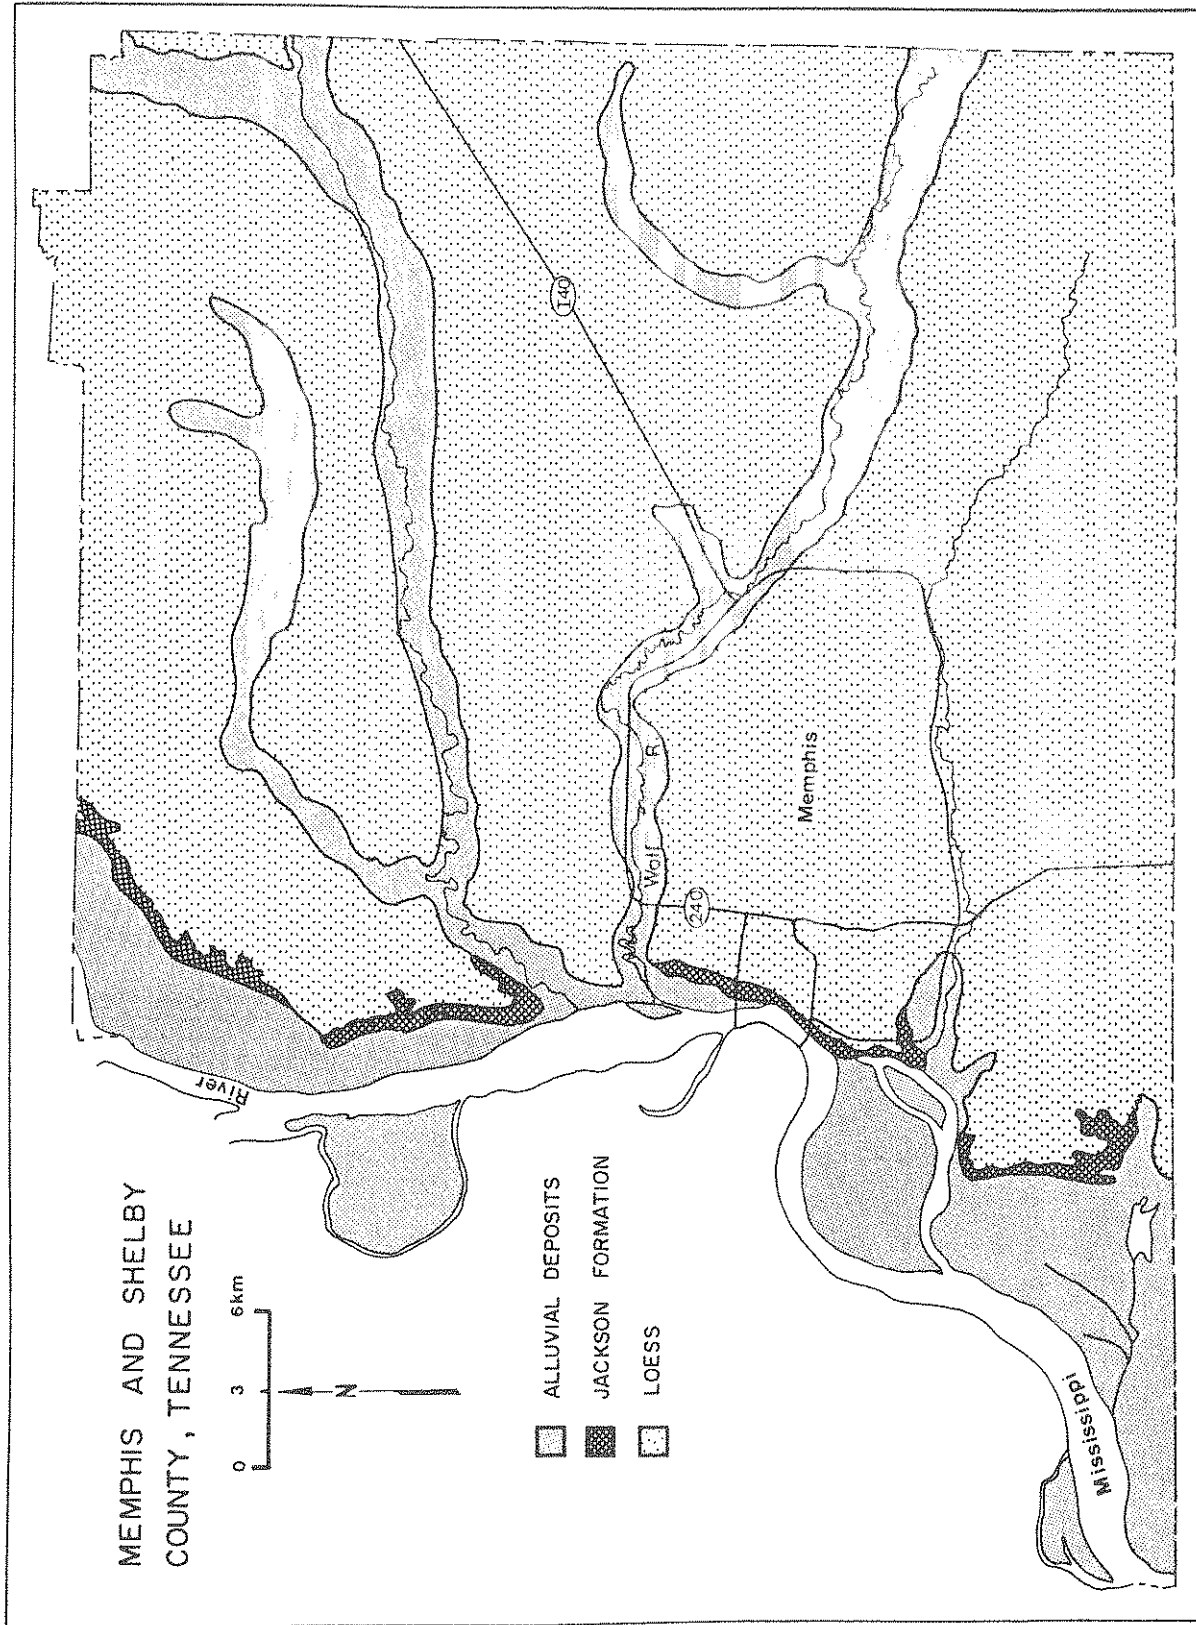 MEMPHIS AND SHELBY
COUNTY, TENNESSEE
0 3 6km
N
ALLUVIAL DEPOSITS
JACKSON FORMATION
LOESS
River
Mississippi
Wolf R
Memphis
240
I40